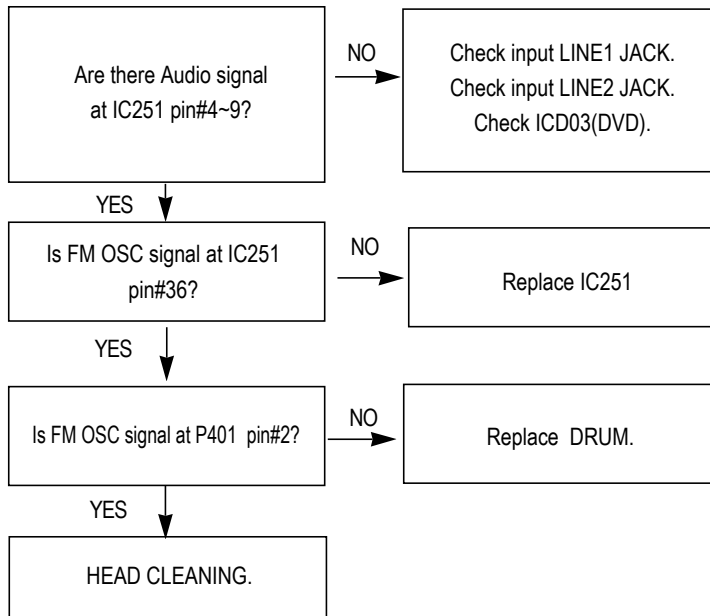 Are there Audio signal
at IC251 pin#4~9?
NO
Check input LINE1 JACK.
Check input LINE2 JACK.
Check ICD03(DVD).
YES
Is FM OSC signal at IC251
pin#36?
NO
Replace IC251
YES
Is FM OSC signal at P401 pin#2?
NO
Replace DRUM.
YES
HEAD CLEANING.